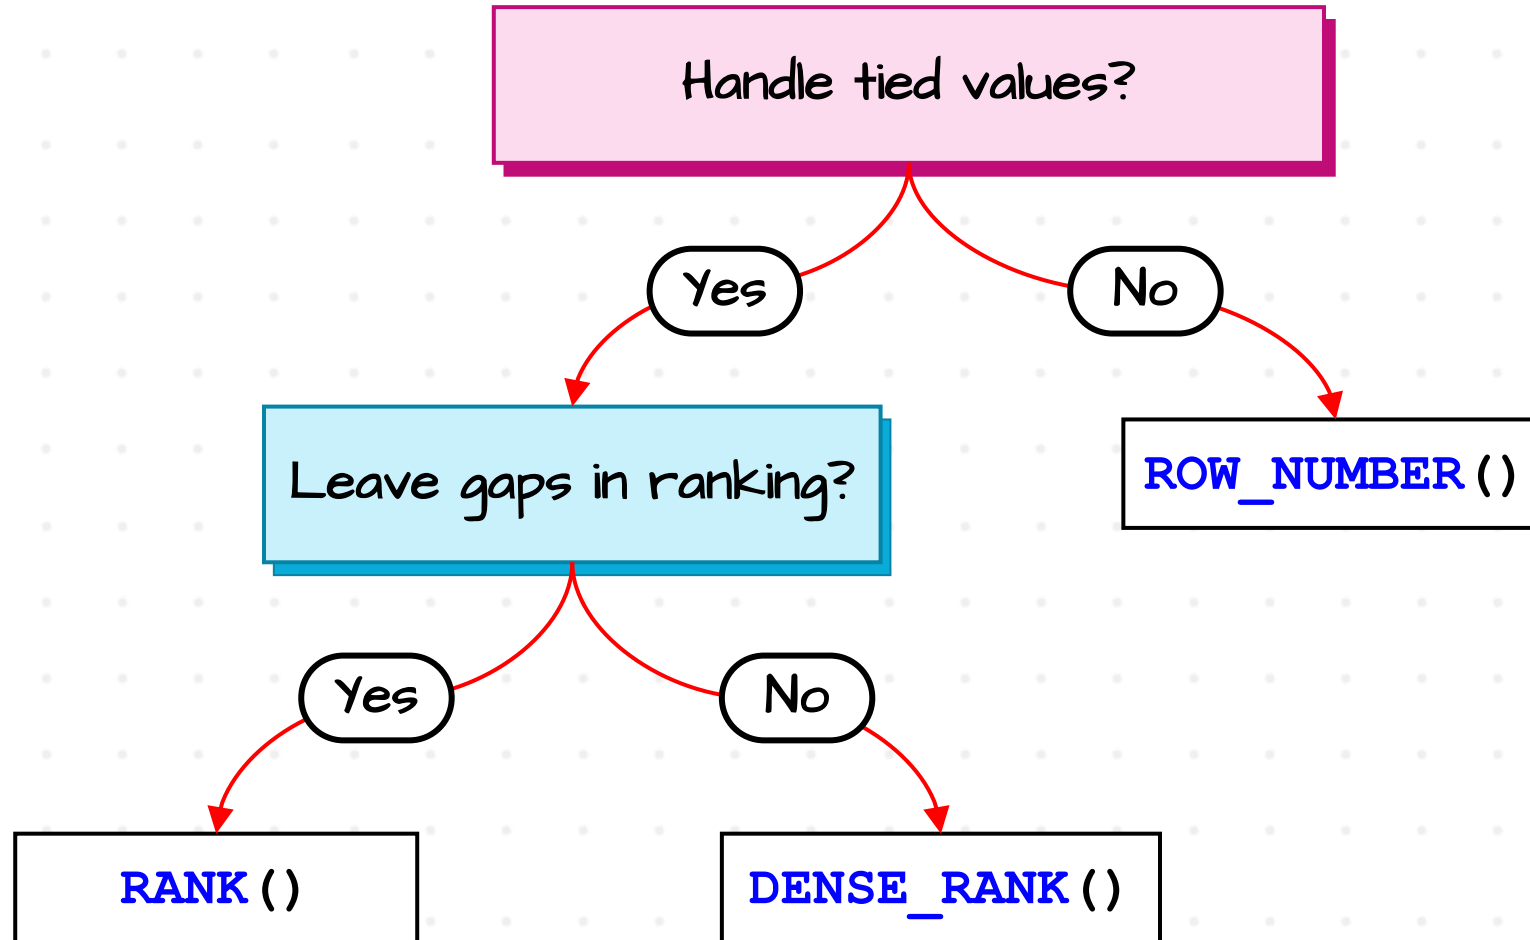 Handle tied values?
Yes
No
Leave gaps in ranking?
ROW_NUMBER()
Yes
No
RANK()
DENSE_RANK()